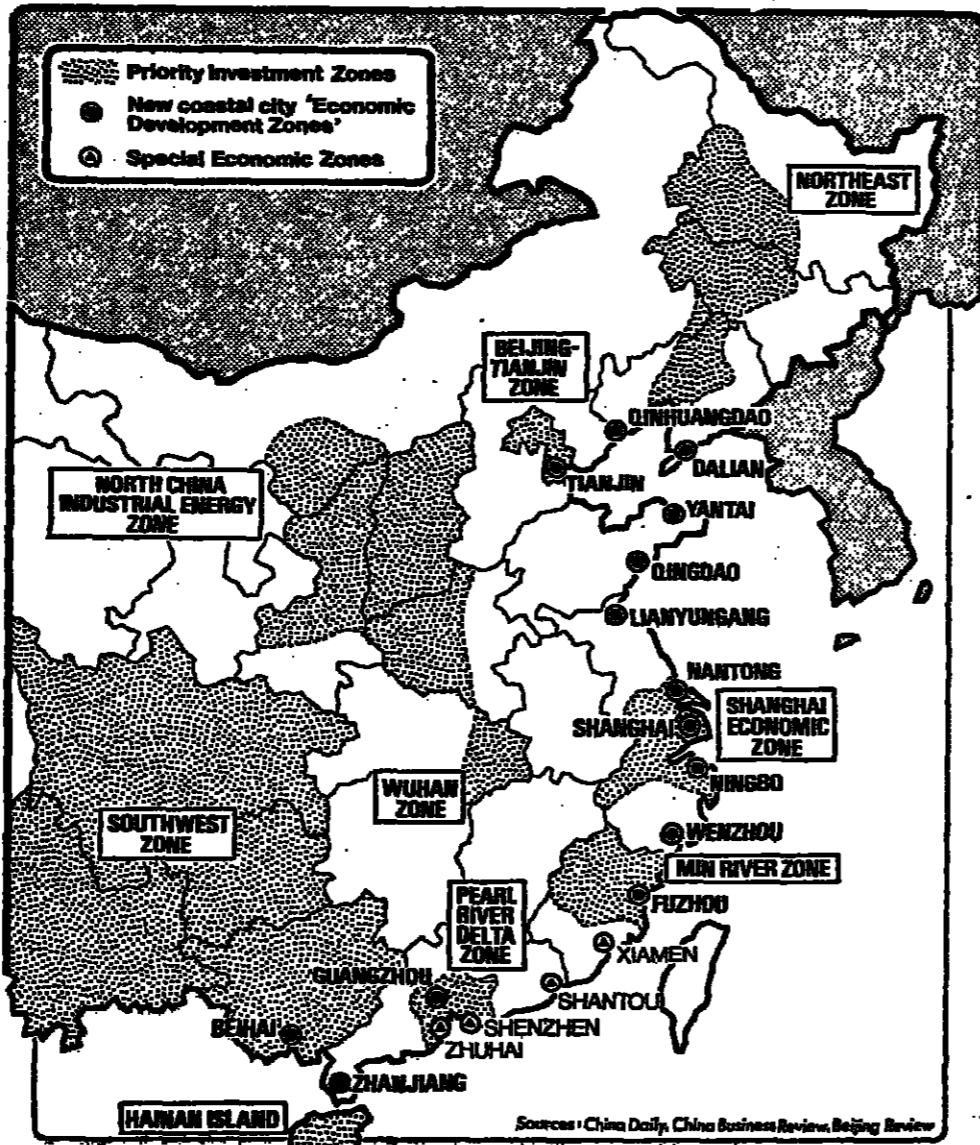 Priority Investment Zones
New coastal city 'Economic
Development Zones'
Special Economic Zones
NORTHEAST
ZONE
BEIJING-
TIANJIN
ZONE
QINHUANGDAO
DALIAN
TIANJIN
NORTH CHINA
INDUSTRIAL ENERGY
ZONE
YANTAI
QINGDAO
LIANYUNGANG
NANTONG
SHANGHAI
SHANGHAI
ECONOMIC
ZONE
NINGBO
WUHAN
ZONE
SOUTHWEST
ZONE
WENZHOU
MIN RIVER ZONE
FUZHOU
PEARL
RIVER
DELTA
ZONE
XIAMEN
GUANGZHOU
SHANTOU
SHENZHEN
ZHUHAI
BEIHAI
ZHANJIANG
HAINAN ISLAND
Sources: China Daily, China Business Review, Beijing Review